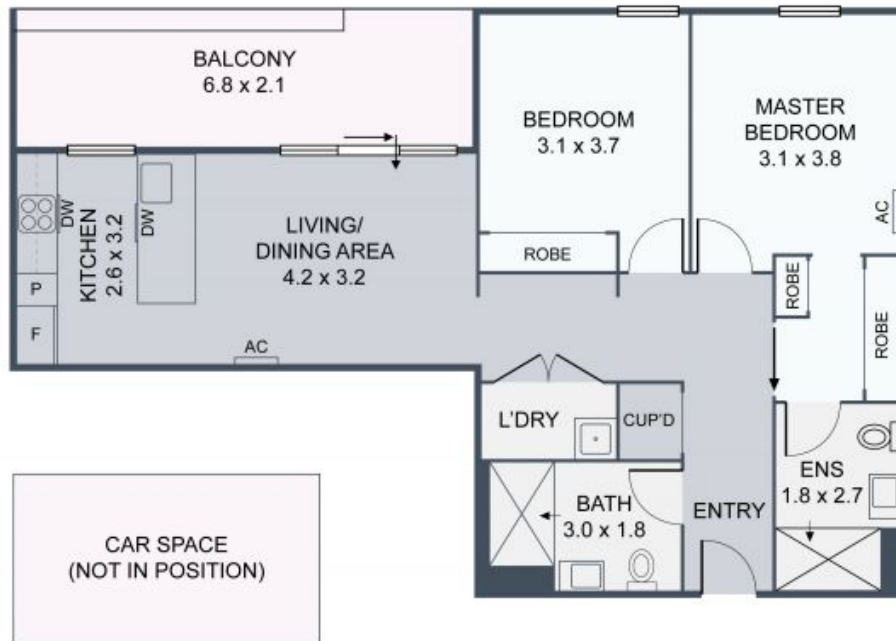 BALCONY
6.8 x 2.1
BEDROOM
3.1 x 3.7
MASTER
BEDROOM
3.1 x 3.8
AC
DW
KITCHEN
2.6 x 3.2
DW
LIVING/
DINING AREA
4.2 x 3.2
P
F
AC
ROBE
ROBE
ROBE
L'DRY
CUP'D
BATH
3.0 x 1.8
ENTRY
ENS
1.8 x 2.7
CAR SPACE
(NOT IN POSITION)